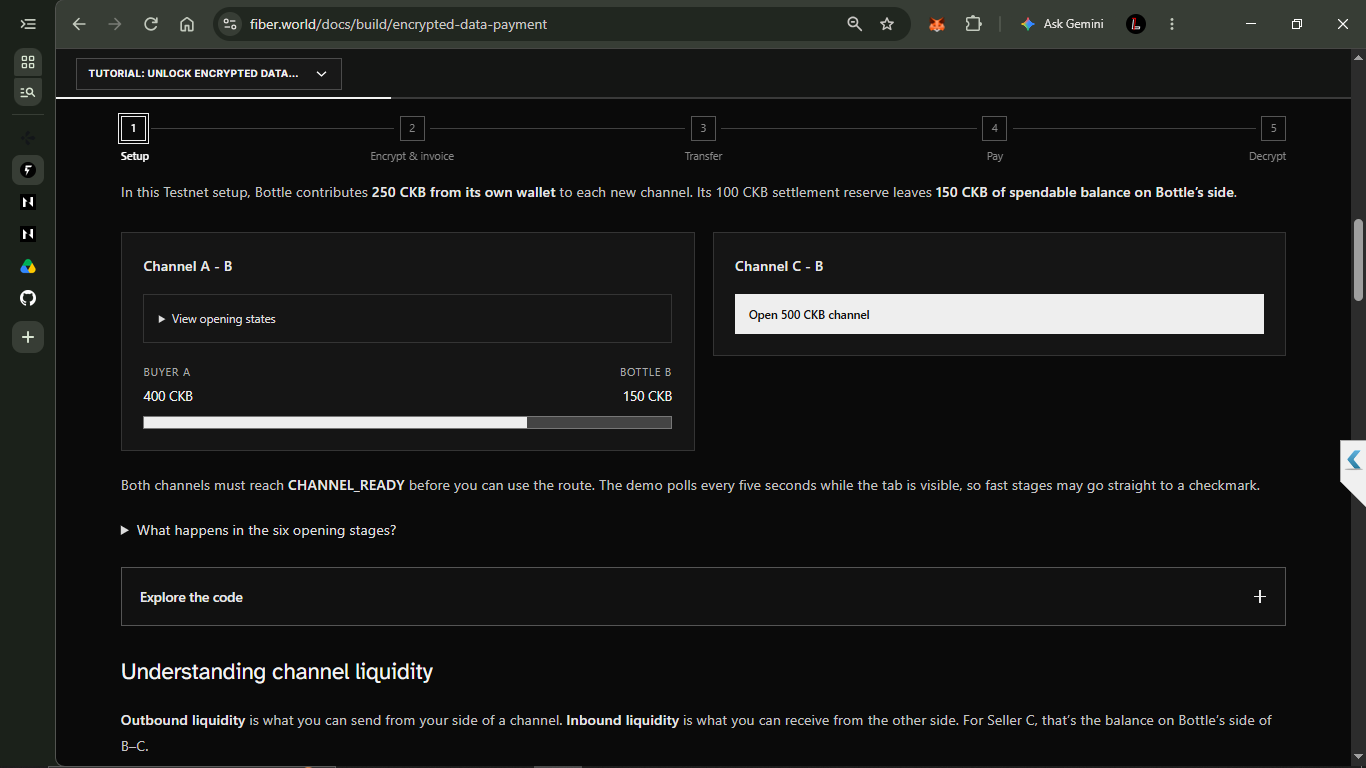 fiber.world/docs/build/encrypted-data-payment
Ask Gemini
TUTORIAL: UNLOCK ENCRYPTED DATA...
1
2
3
4
5
Setup
Encrypt & invoice
Transfer
Pay
Decrypt
In this Testnet setup, Bottle contributes 250 CKB from its own wallet to each new channel. Its 100 CKB settlement reserve leaves 150 CKB of spendable balance on Bottle's side.
Channel A - B
View opening states
BUYER A
BOTTLE B
400 CKB
150 CKB
Channel C - B
Open 500 CKB channel
Both channels must reach CHANNEL_READY before you can use the route. The demo polls every five seconds while the tab is visible, so fast stages may go straight to a checkmark.
What happens in the six opening stages?
Explore the code
Understanding channel liquidity
Outbound liquidity is what you can send from your side of a channel. Inbound liquidity is what you can receive from the other side. For Seller C, that's the balance on Bottle's side of
B–C.